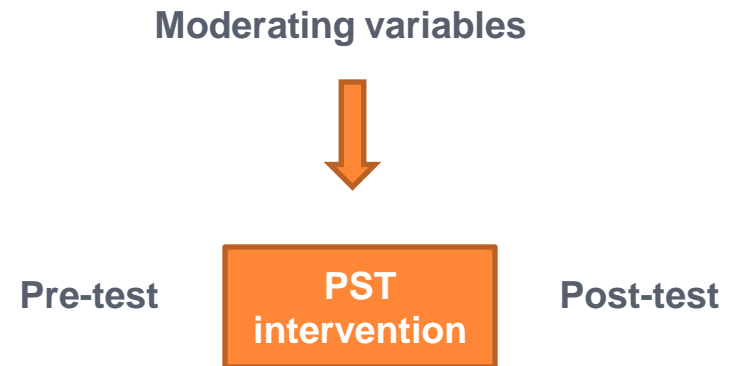 Moderating variables
Pre-test
PST
intervention
Post-test